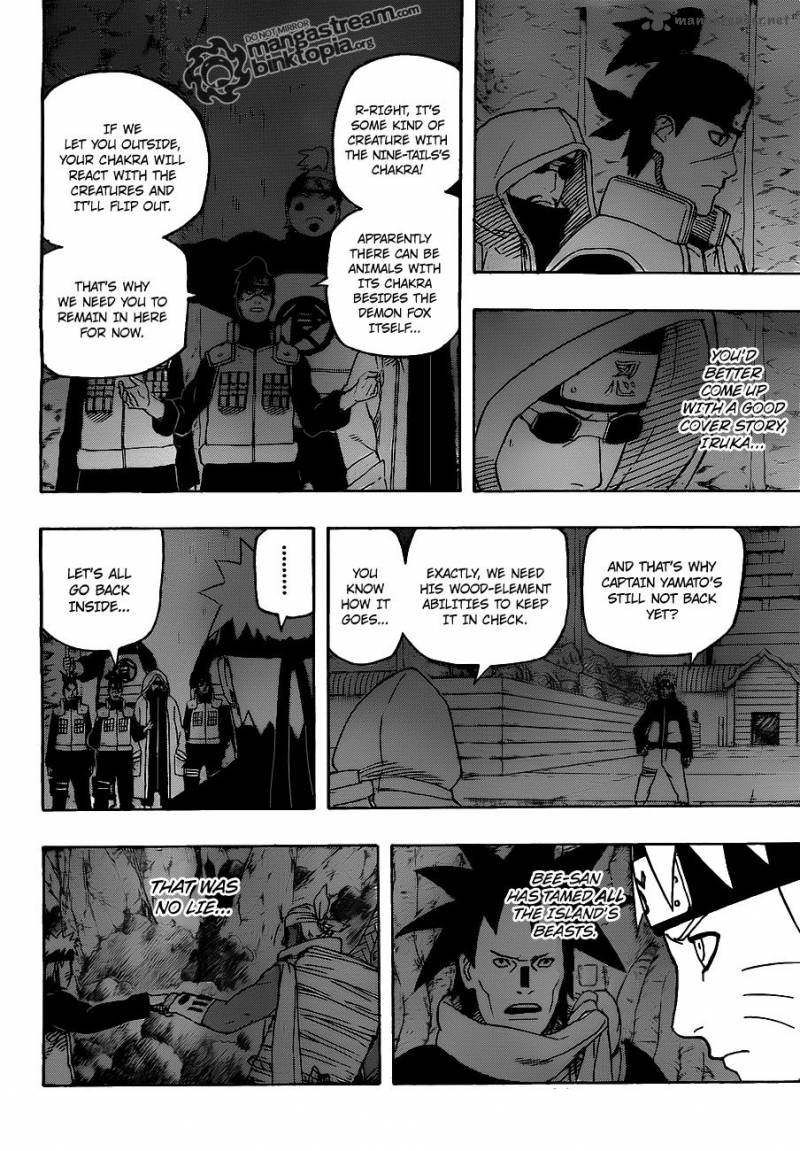 DO NOT MIRROR
mangastream.com
binktopia.org
mangareader.net
YOU'D
BETTER
COME UP
WITH A GOOD
COVER STORY,
IRUKA...
忍
R-RIGHT, IT'S
SOME KIND OF
CREATURE WITH
THE NINE-TAILS'S
CHAKRA!
APPARENTLY
THERE CAN BE
ANIMALS WITH
ITS CHAKRA
BESIDES THE
DEMON FOX
ITSELF...
IF WE
LET YOU OUTSIDE,
YOUR CHAKRA WILL
REACT WITH THE
CREATURES AND
IT'LL FLIP OUT.
THAT'S WHY
WE NEED YOU TO
REMAIN IN HERE
FOR NOW.
AND THAT'S WHY
CAPTAIN YAMATO'S
STILL NOT BACK
YET?
EXACTLY, WE NEED
HIS WOOD-ELEMENT
ABILITIES TO KEEP
IT IN CHECK.
YOU
KNOW
HOW IT
GOES...
........
LET'S ALL
GO BACK
INSIDE...
BEE-SAN
HAS TAMED ALL
THE ISLAND'S
BEASTS.
THAT WAS
NO LIE...